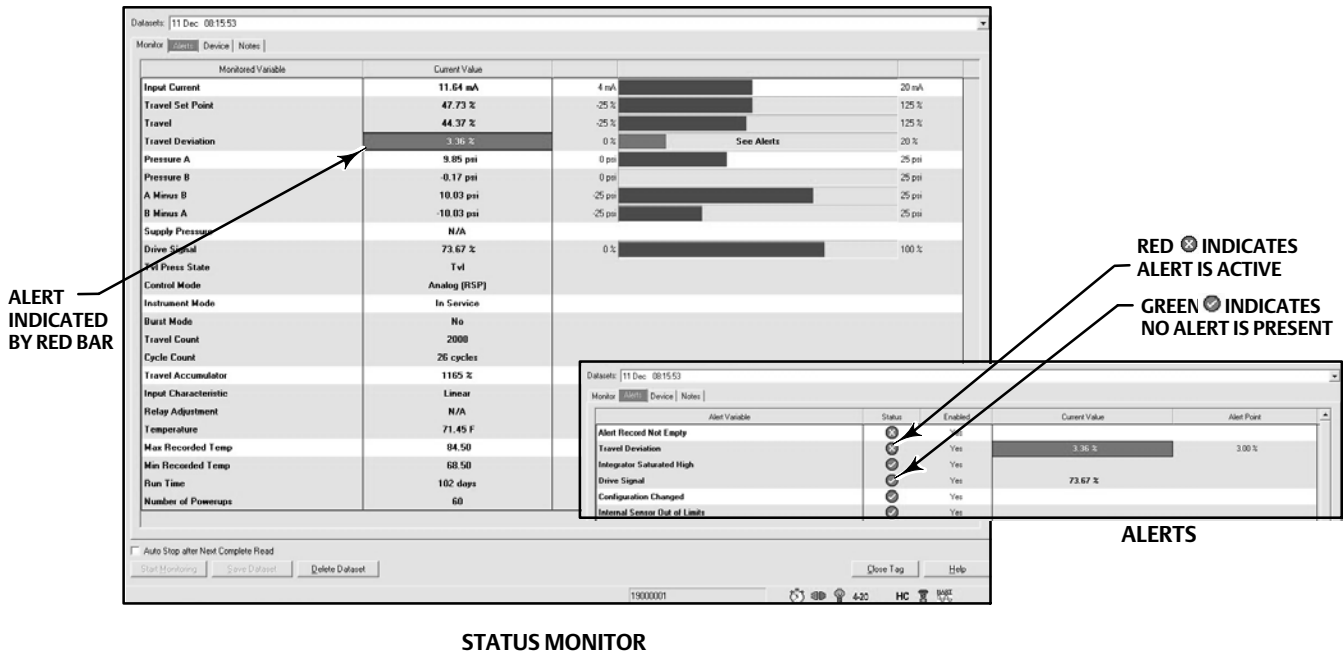 Datasets: 11 Dec 08:15:53
Monitor Alerts Device Notes
Monitored Variable Current Value
Input Current 11.64 mA 4 mA 20 mA
Travel Set Point 47.73 % -25 % 125 %
Travel 44.37 % -25 % 125 %
Travel Deviation 3.36 % 0 % See Alerts 20 %
Pressure A 9.85 psi 0 psi 25 psi
Pressure B -0.17 psi 0 psi 25 psi
A Minus B 10.03 psi -25 psi 25 psi
B Minus A -10.03 psi -25 psi 25 psi
Supply Pressure N/A
Drive Signal 73.67 % 0 % 100 %
Tvl Press State Tvl
Control Mode Analog (RSP)
Instrument Mode In Service
Burst Mode No
Travel Count 2000
Cycle Count 26 cycles
Travel Accumulator 1165 %
Input Characteristic Linear
Relay Adjustment N/A
Temperature 71.45 F
Max Recorded Temp 84.50
Min Recorded Temp 68.50
Run Time 102 days
Number of Powerups 60
Auto Stop after Next Complete Read
Start Monitoring Save Dataset Delete Dataset Close Tag Help
19000001 4-20 HC HART
ALERT
INDICATED
BY RED BAR
RED INDICATES
ALERT IS ACTIVE
GREEN INDICATES
NO ALERT IS PRESENT
Datasets: 11 Dec 08:15:53
Monitor Alerts Device Notes
Alert Variable Status Enabled Current Value Alert Point
Alert Record Not Empty Yes
Travel Deviation Yes 3.36 % 3.00 %
Integrator Saturated High Yes
Drive Signal Yes 73.67 %
Configuration Changed Yes
Internal Sensor Out of Limits Yes
ALERTS
STATUS MONITOR